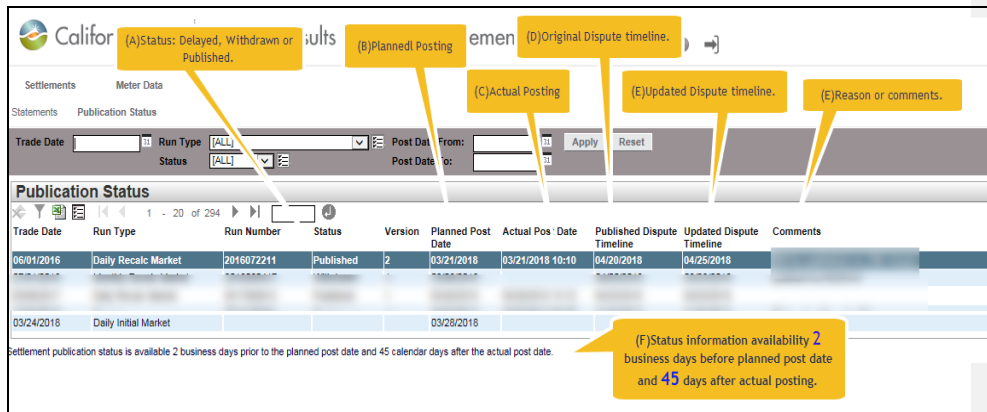 Califor
(A)Status: Delayed, Withdrawn or
Published.
ults
(B)Plannedl Posting
emen
(D)Original Dispute timeline.
(C)Actual Posting
(E)Updated Dispute timeline.
(E)Reason or comments.
Settlements Meter Data
Statements Publication Status
Trade Date 31 Run Type [ALL] Post Da From: 31 Apply Reset
Status [ALL] Post Date To: 31
Publication Status
1 - 20 of 294
Trade Date Run Type Run Number Status Version Planned Post Date Actual Pos Date Published Dispute Timeline Updated Dispute Timeline Comments
06/01/2016 Daily Recalc Market 2016072211 Published 2 03/21/2018 03/21/2018 10:10 04/20/2018 04/25/2018
03/24/2018 Daily Initial Market 03/28/2018
Settlement publication status is available 2 business days prior to the planned post date and 45 calendar days after the actual post date.
(F)Status information availability 2
business days before planned post date
and 45 days after actual posting.